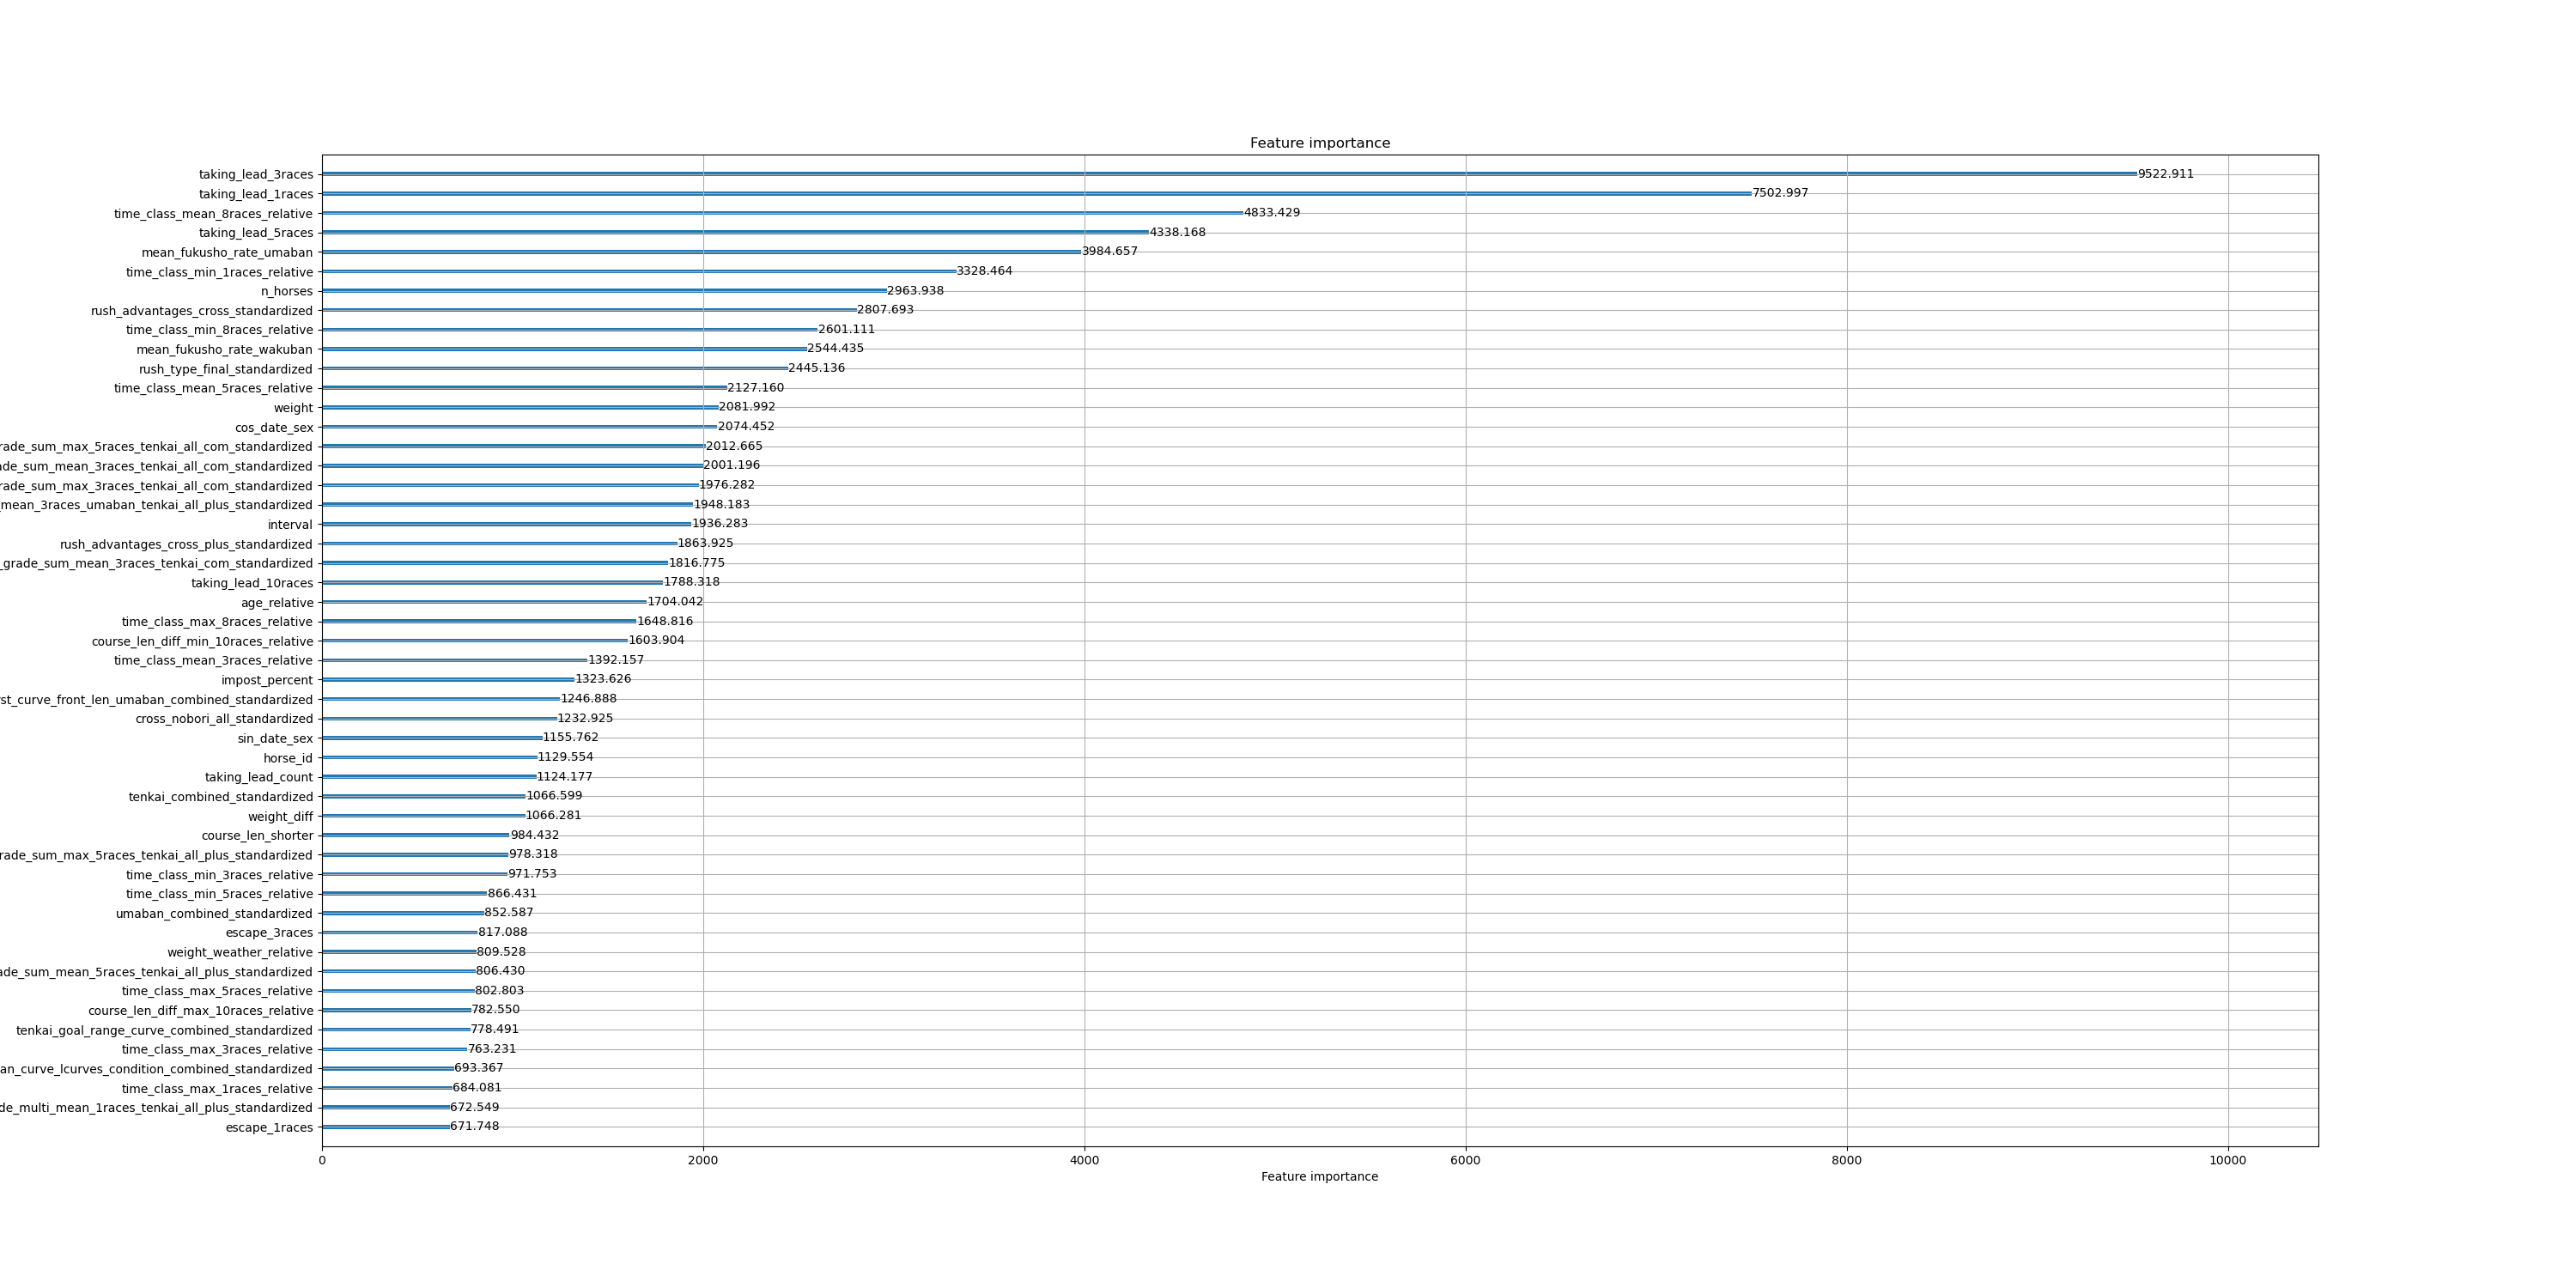 Feature importance
taking_lead_3races 9522.911
taking_lead_1races 7502.997
time_class_mean_8races_relative 4833.429
taking_lead_5races 4338.168
mean_fukusho_rate_umaban 3984.657
time_class_min_1races_relative 3328.464
n_horses 2963.938
rush_advantages_cross_standardized 2807.693
time_class_min_8races_relative 2601.111
mean_fukusho_rate_wakuban 2544.435
rush_type_final_standardized 2445.136
time_class_mean_5races_relative 2127.160
weight 2081.992
cos_date_sex 2074.452
rade_sum_max_5races_tenkai_all_com_standardized 2012.665
ade_sum_mean_3races_tenkai_all_com_standardized 2001.196
rade_sum_max_3races_tenkai_all_com_standardized 1976.282
_mean_3races_umaban_tenkai_all_plus_standardized 1948.183
interval 1936.283
rush_advantages_cross_plus_standardized 1863.925
_grade_sum_mean_3races_tenkai_com_standardized 1816.775
taking_lead_10races 1788.318
age_relative 1704.042
time_class_max_8races_relative 1648.816
course_len_diff_min_10races_relative 1603.904
time_class_mean_3races_relative 1392.157
impost_percent 1323.626
st_curve_front_len_umaban_combined_standardized 1246.888
cross_nobori_all_standardized 1232.925
sin_date_sex 1155.762
horse_id 1129.554
taking_lead_count 1124.177
tenkai_combined_standardized 1066.599
weight_diff 1066.281
course_len_shorter 984.432
rade_sum_max_5races_tenkai_all_plus_standardized 978.318
time_class_min_3races_relative 971.753
time_class_min_5races_relative 866.431
umaban_combined_standardized 852.587
escape_3races 817.088
weight_weather_relative 809.528
ade_sum_mean_5races_tenkai_all_plus_standardized 806.430
time_class_max_5races_relative 802.803
course_len_diff_max_10races_relative 782.550
tenkai_goal_range_curve_combined_standardized 778.491
time_class_max_3races_relative 763.231
an_curve_lcurves_condition_combined_standardized 693.367
time_class_max_1races_relative 684.081
de_multi_mean_1races_tenkai_all_plus_standardized 672.549
escape_1races 671.748
0 2000 4000 6000 8000 10000
Feature importance